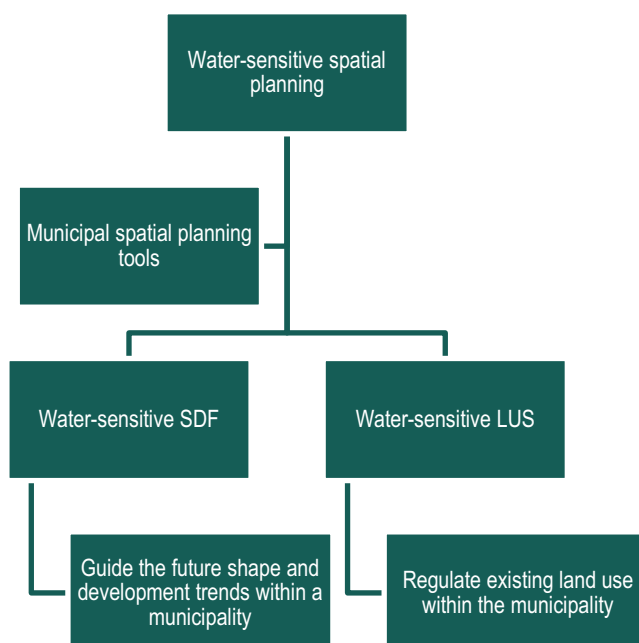 Water-sensitive spatial
planning
Municipal spatial planning
tools
Water-sensitive SDF
Water-sensitive LUS
Guide the future shape and
development trends within a
municipality
Regulate existing land use
within the municipality